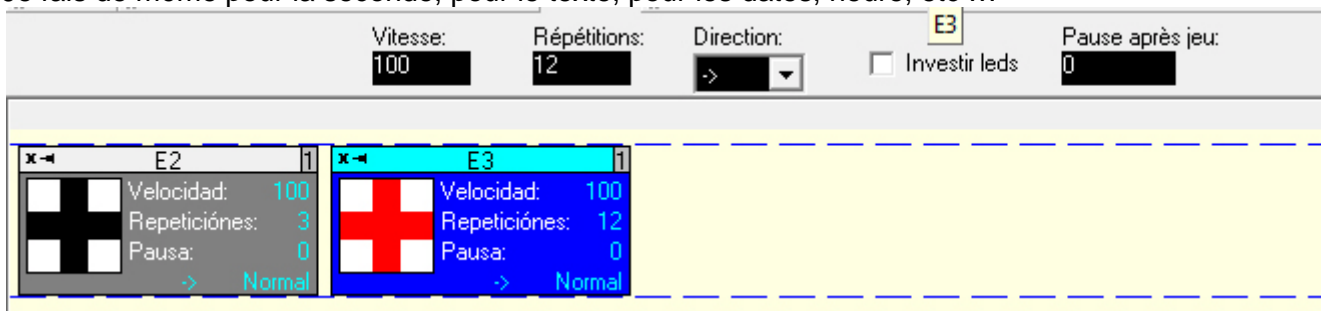 Vitesse: Répétitions: Direction: E3 Pause après jeu:
100 12 -> Investir leds 0
E2 1 E3 1
Velocidad: 100 Velocidad: 100
Repeticiónes: 3 Repeticiónes: 12
Pausa: 0 Pausa: 0
-> Normal -> Normal